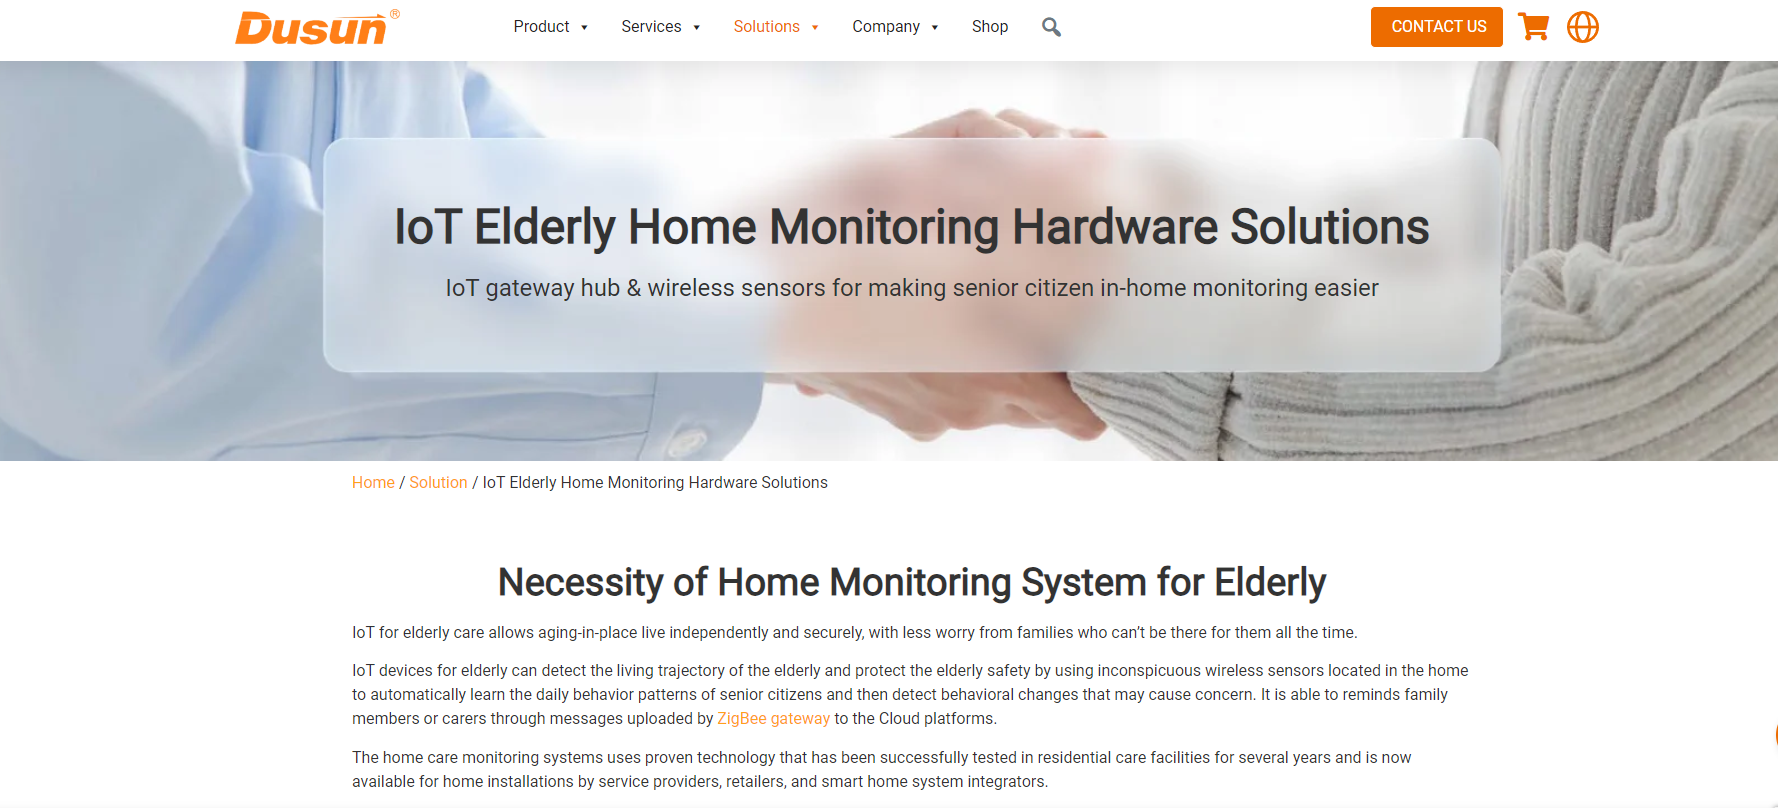 Dusun®
Product
Services
Solutions
Company
Shop
CONTACT US
IoT Elderly Home Monitoring Hardware Solutions
IoT gateway hub & wireless sensors for making senior citizen in-home monitoring easier
Home / Solution / IoT Elderly Home Monitoring Hardware Solutions
Necessity of Home Monitoring System for Elderly
IoT for elderly care allows aging-in-place live independently and securely, with less worry from families who can’t be there for them all the time.
IoT devices for elderly can detect the living trajectory of the elderly and protect the elderly safety by using inconspicuous wireless sensors located in the home
to automatically learn the daily behavior patterns of senior citizens and then detect behavioral changes that may cause concern. It is able to reminds family
members or carers through messages uploaded by ZigBee gateway to the Cloud platforms.
The home care monitoring systems uses proven technology that has been successfully tested in residential care facilities for several years and is now
available for home installations by service providers, retailers, and smart home system integrators.